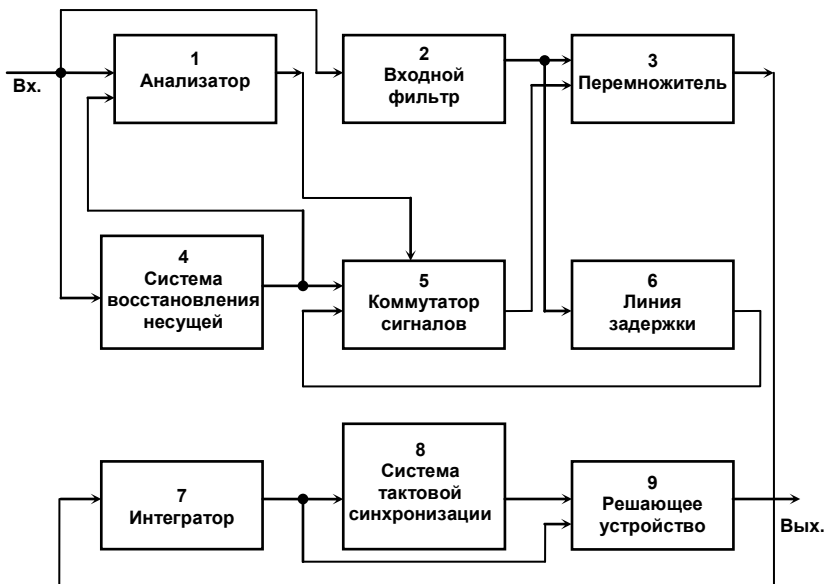 1
Анализатор
2
Входной
фильтр
3
Перемножитель
Вх.
4
Система
восстановления
несущей
5
Коммутатор
сигналов
6
Линия
задержки
7
Интегратор
8
Система
тактовой
синхронизации
9
Решающее
устройство
Вых.